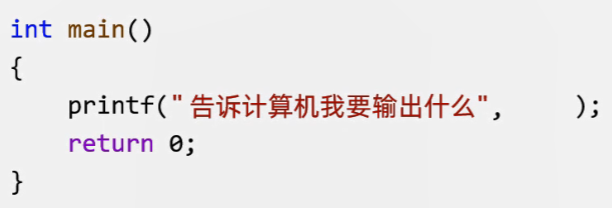 int main()
{
    printf("告诉计算机我要输出什么",     );
    return 0;
}